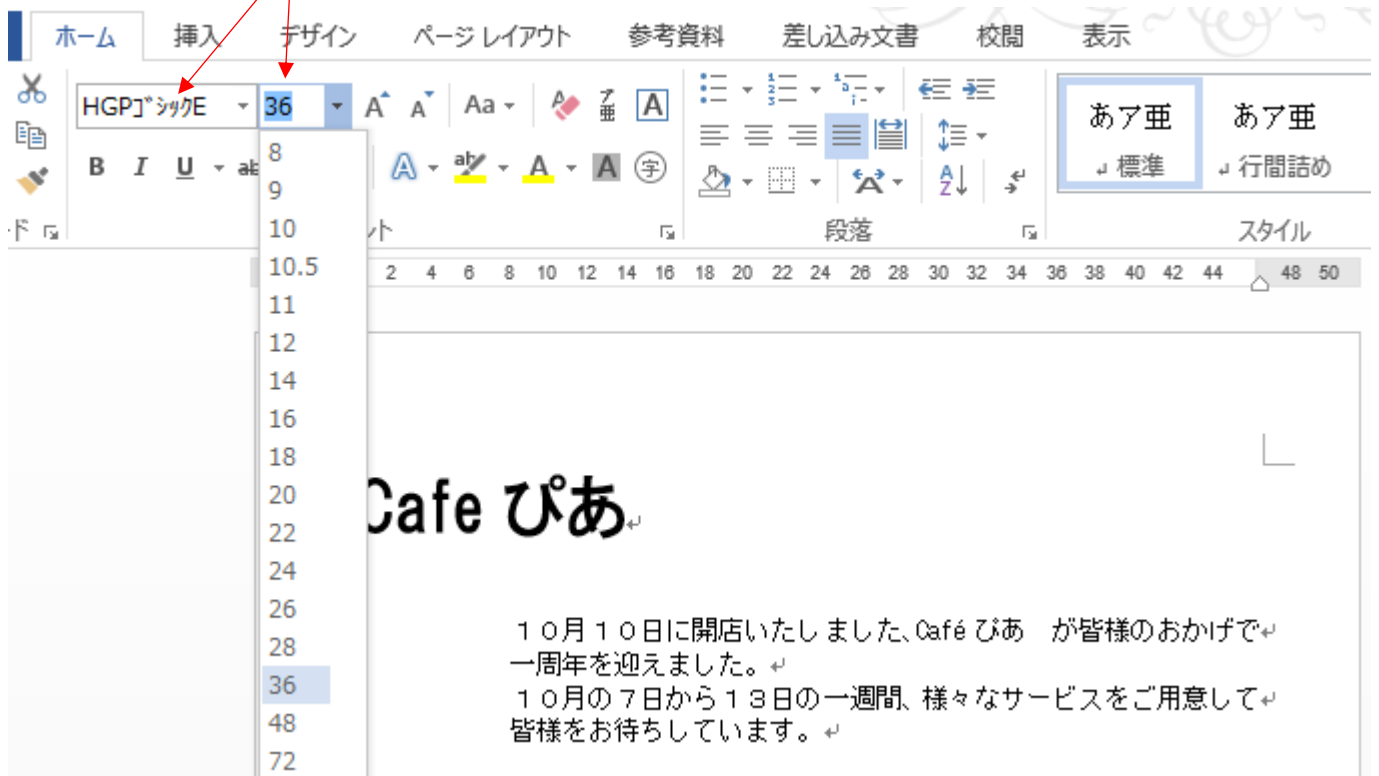 ホーム 挿入 デザイン ページ レイアウト 参考資料 差し込み文書 校閲 表示
HGPｺﾞｼｯｸE 36 A A Aa ア亜 A あア亜 あア亜
B I U ab A ab A A 字 A Z ↲ 標準 ↲ 行間詰め
ド ント 段落 スタイル
2 4 6 8 10 12 14 16 18 20 22 24 26 28 30 32 34 36 38 40 42 44 48 50
8
9
10
10.5
11
12
14
16
18
20
22
24
26
28
36
48
72
Cafe ぴあ↵
１０月１０日に開店いたしました、Café ぴあ　が皆様のおかげで↵
一周年を迎えました。↵
１０月の７日から１３日の一週間、様々なサービスをご用意して↵
皆様をお待ちしています。↵